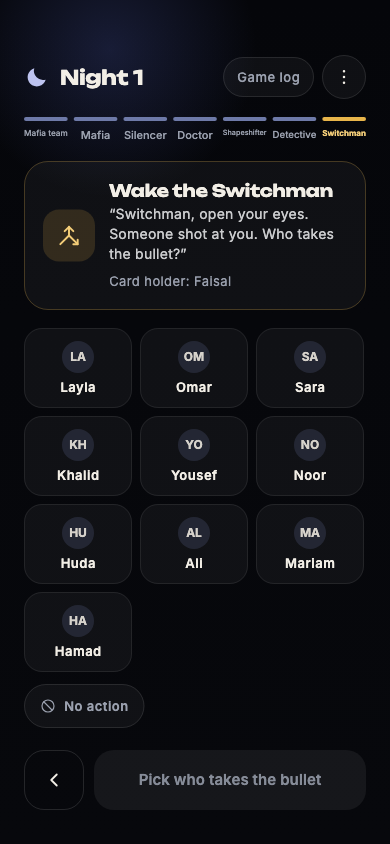 Night 1
Game log
Mafia team Mafia Silencer Doctor Shapeshifter Detective Switchman
Wake the Switchman
"Switchman, open your eyes.
Someone shot at you. Who takes
the bullet?"
Card holder: Faisal
LA OM SA
Layla Omar Sara
KH YO NO
Khalid Yousef Noor
HU AL MA
Huda Ali Mariam
HA
Hamad
No action
Pick who takes the bullet